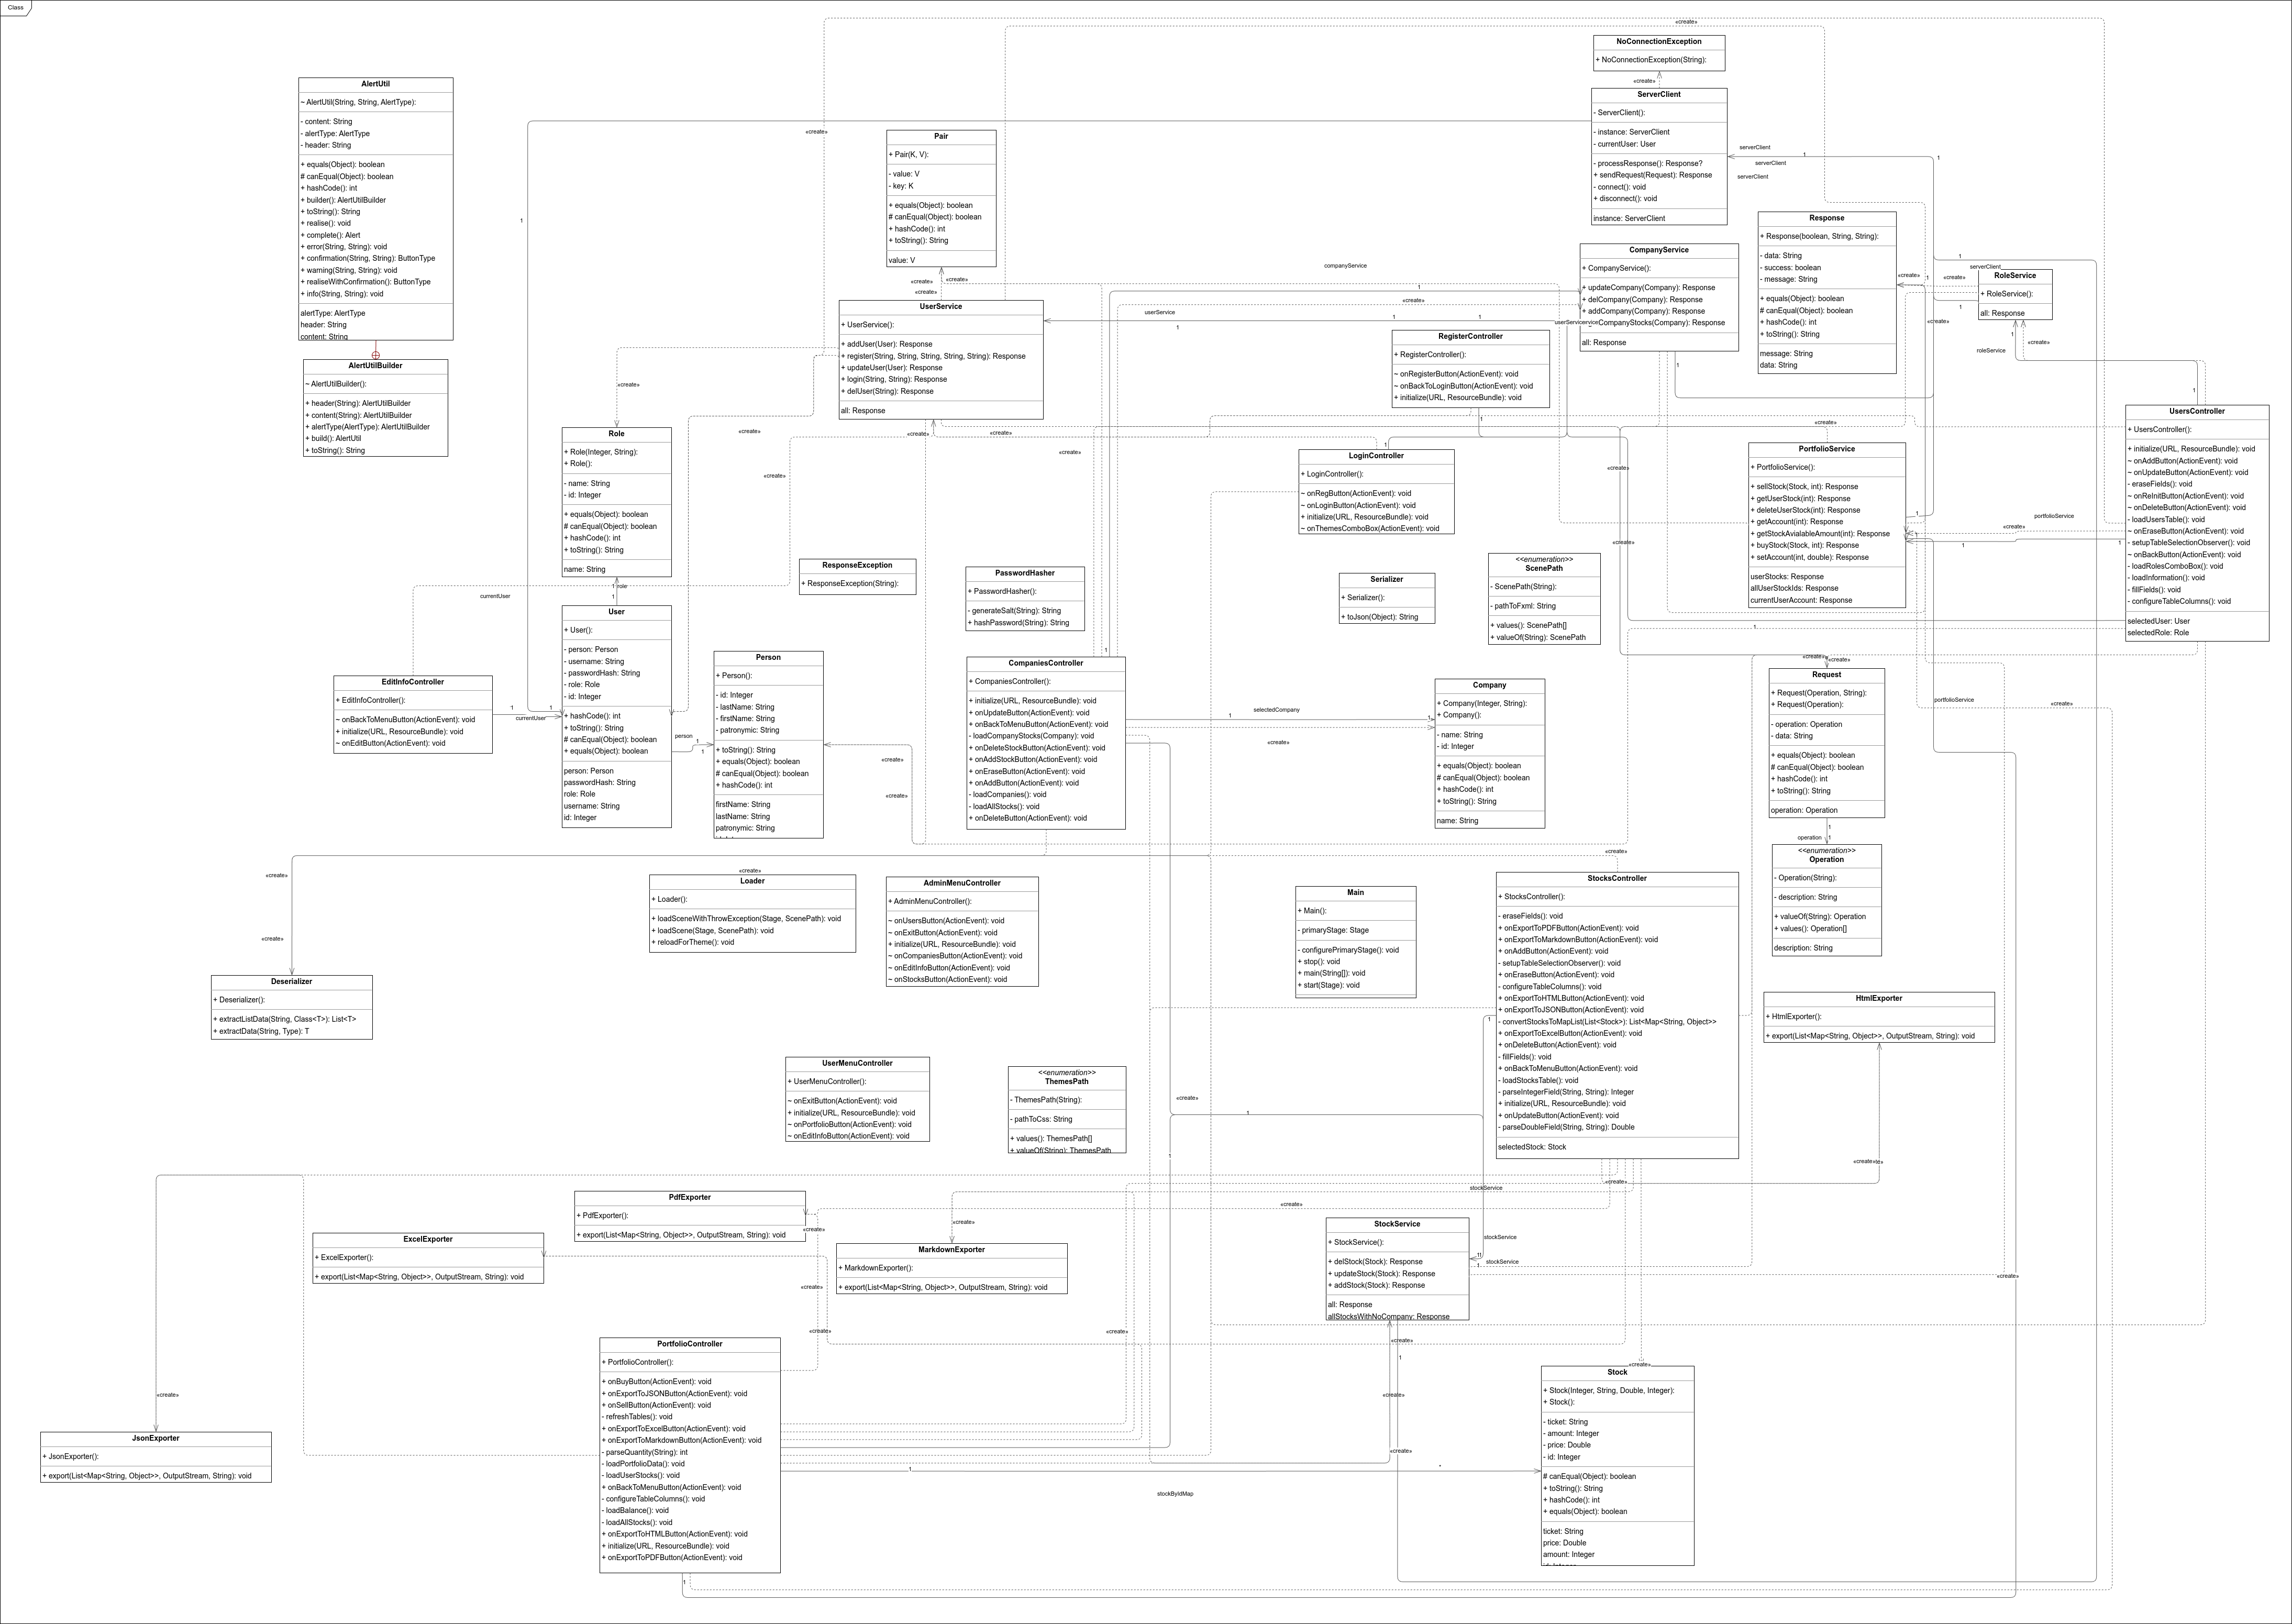 Class
NoConnectionException
+ NoConnectionException(String):
AlertUtil
~ AlertUtil(String, String, AlertType):
- content: String
- alertType: AlertType
- header: String
+ equals(Object): boolean
# canEqual(Object): boolean
+ hashCode(): int
+ builder(): AlertUtilBuilder
+ toString(): String
+ realise(): void
+ complete(): Alert
+ error(String, String): void
+ confirmation(String, String): ButtonType
+ warning(String, String): void
+ realiseWithConfirmation(): ButtonType
+ info(String, String): void
alertType: AlertType
header: String
content: String
AlertUtilBuilder
~ AlertUtilBuilder():
+ header(String): AlertUtilBuilder
+ content(String): AlertUtilBuilder
+ alertType(AlertType): AlertUtilBuilder
+ build(): AlertUtil
+ toString(): String
Pair
+ Pair(K, V):
- value: V
- key: K
+ equals(Object): boolean
# canEqual(Object): boolean
+ hashCode(): int
+ toString(): String
value: V
ServerClient
- ServerClient():
- instance: ServerClient
- currentUser: User
- processResponse(): Response?
+ sendRequest(Request): Response
- connect(): void
+ disconnect(): void
instance: ServerClient
Response
+ Response(boolean, String, String):
- data: String
- success: boolean
- message: String
+ equals(Object): boolean
# canEqual(Object): boolean
+ hashCode(): int
+ toString(): String
message: String
data: String
CompanyService
+ CompanyService():
+ updateCompany(Company): Response
+ delCompany(Company): Response
+ addCompany(Company): Response
CompanyStocks(Company): Response
all: Response
RoleService
+ RoleService():
all: Response
UserService
+ UserService():
+ addUser(User): Response
+ register(String, String, String, String, String): Response
+ updateUser(User): Response
+ login(String, String): Response
+ delUser(String): Response
all: Response
RegisterController
+ RegisterController():
~ onRegisterButton(ActionEvent): void
~ onBackToLoginButton(ActionEvent): void
+ initialize(URL, ResourceBundle): void
UsersController
+ UsersController():
+ initialize(URL, ResourceBundle): void
~ onAddButton(ActionEvent): void
~ onUpdateButton(ActionEvent): void
- eraseFields(): void
~ onReInitButton(ActionEvent): void
~ onDeleteButton(ActionEvent): void
- loadUsersTable(): void
~ onEraseButton(ActionEvent): void
- setupTableSelectionObserver(): void
~ onBackButton(ActionEvent): void
- loadRolesComboBox(): void
- loadInformation(): void
- fillFields(): void
- configureTableColumns(): void
selectedUser: User
selectedRole: Role
Role
+ Role(Integer, String):
+ Role():
- name: String
- id: Integer
+ equals(Object): boolean
# canEqual(Object): boolean
+ hashCode(): int
+ toString(): String
name: String
LoginController
+ LoginController():
~ onRegButton(ActionEvent): void
~ onLoginButton(ActionEvent): void
+ initialize(URL, ResourceBundle): void
~ onThemesComboBox(ActionEvent): void
PortfolioService
+ PortfolioService():
+ sellStock(Stock, int): Response
+ getUserStock(int): Response
+ deleteUserStock(int): Response
+ getAccount(int): Response
+ getStockAvialableAmount(int): Response
+ buyStock(Stock, int): Response
+ setAccount(int, double): Response
userStocks: Response
allUserStockIds: Response
currentUserAccount: Response
ResponseException
+ ResponseException(String):
PasswordHasher
+ PasswordHasher():
- generateSalt(String): String
+ hashPassword(String): String
Serializer
+ Serializer():
+ toJson(Object): String
<<enumeration>>
ScenePath
- ScenePath(String):
- pathToFxml: String
+ values(): ScenePath[]
+ valueOf(String): ScenePath
User
+ User():
- person: Person
- username: String
- passwordHash: String
- role: Role
- id: Integer
+ hashCode(): int
+ toString(): String
# canEqual(Object): boolean
+ equals(Object): boolean
person: Person
passwordHash: String
role: Role
username: String
id: Integer
EditInfoController
+ EditInfoController():
~ onBackToMenuButton(ActionEvent): void
+ initialize(URL, ResourceBundle): void
~ onEditButton(ActionEvent): void
Person
+ Person():
- id: Integer
- lastName: String
- firstName: String
- patronymic: String
+ toString(): String
+ equals(Object): boolean
# canEqual(Object): boolean
+ hashCode(): int
firstName: String
lastName: String
patronymic: String
CompaniesController
+ CompaniesController():
+ initialize(URL, ResourceBundle): void
+ onUpdateButton(ActionEvent): void
+ onBackToMenuButton(ActionEvent): void
- loadCompanyStocks(Company): void
+ onDeleteStockButton(ActionEvent): void
+ onAddStockButton(ActionEvent): void
+ onEraseButton(ActionEvent): void
+ onAddButton(ActionEvent): void
- loadCompanies(): void
- loadAllStocks(): void
+ onDeleteButton(ActionEvent): void
Company
+ Company(Integer, String):
+ Company():
- name: String
- id: Integer
+ equals(Object): boolean
# canEqual(Object): boolean
+ hashCode(): int
+ toString(): String
name: String
Request
+ Request(Operation, String):
+ Request(Operation):
- operation: Operation
- data: String
+ equals(Object): boolean
# canEqual(Object): boolean
+ hashCode(): int
+ toString(): String
operation: Operation
<<enumeration>>
Operation
- Operation(String):
- description: String
+ valueOf(String): Operation
+ values(): Operation[]
description: String
Loader
+ Loader():
+ loadSceneWithThrowException(Stage, ScenePath): void
+ loadScene(Stage, ScenePath): void
+ reloadForTheme(): void
AdminMenuController
+ AdminMenuController():
~ onUsersButton(ActionEvent): void
~ onExitButton(ActionEvent): void
+ initialize(URL, ResourceBundle): void
~ onCompaniesButton(ActionEvent): void
~ onEditInfoButton(ActionEvent): void
~ onStocksButton(ActionEvent): void
Main
+ Main():
- primaryStage: Stage
- configurePrimaryStage(): void
+ stop(): void
+ main(String[]): void
+ start(Stage): void
StocksController
+ StocksController():
- eraseFields(): void
+ onExportToPDFButton(ActionEvent): void
+ onExportToMarkdownButton(ActionEvent): void
+ onAddButton(ActionEvent): void
- setupTableSelectionObserver(): void
+ onEraseButton(ActionEvent): void
- configureTableColumns(): void
+ onExportToHTMLButton(ActionEvent): void
+ onExportToJSONButton(ActionEvent): void
- convertStocksToMapList(List<Stock>): List<Map<String, Object>>
+ onExportToExcelButton(ActionEvent): void
+ onDeleteButton(ActionEvent): void
- fillFields(): void
+ onBackToMenuButton(ActionEvent): void
- loadStocksTable(): void
- parseIntegerField(String, String): Integer
+ initialize(URL, ResourceBundle): void
+ onUpdateButton(ActionEvent): void
- parseDoubleField(String, String): Double
selectedStock: Stock
Deserializer
+ Deserializer():
+ extractListData(String, Class<T>): List<T>
+ extractData(String, Type): T
HtmlExporter
+ HtmlExporter():
+ export(List<Map<String, Object>>, OutputStream, String): void
UserMenuController
+ UserMenuController():
~ onExitButton(ActionEvent): void
+ initialize(URL, ResourceBundle): void
~ onPortfolioButton(ActionEvent): void
~ onEditInfoButton(ActionEvent): void
<<enumeration>>
ThemesPath
- ThemesPath(String):
- pathToCss: String
+ values(): ThemesPath[]
+ valueOf(String): ThemesPath
PdfExporter
+ PdfExporter():
+ export(List<Map<String, Object>>, OutputStream, String): void
ExcelExporter
+ ExcelExporter():
+ export(List<Map<String, Object>>, OutputStream, String): void
MarkdownExporter
+ MarkdownExporter():
+ export(List<Map<String, Object>>, OutputStream, String): void
StockService
+ StockService():
+ delStock(Stock): Response
+ updateStock(Stock): Response
+ addStock(Stock): Response
all: Response
allStocksWithNoCompany: Response
PortfolioController
+ PortfolioController():
+ onBuyButton(ActionEvent): void
+ onExportToJSONButton(ActionEvent): void
+ onSellButton(ActionEvent): void
- refreshTables(): void
+ onExportToExcelButton(ActionEvent): void
+ onExportToMarkdownButton(ActionEvent): void
- parseQuantity(String): int
- loadPortfolioData(): void
- loadUserStocks(): void
+ onBackToMenuButton(ActionEvent): void
- configureTableColumns(): void
- loadBalance(): void
- loadAllStocks(): void
+ onExportToHTMLButton(ActionEvent): void
+ initialize(URL, ResourceBundle): void
+ onExportToPDFButton(ActionEvent): void
Stock
+ Stock(Integer, String, Double, Integer):
+ Stock():
- ticket: String
- amount: Integer
- price: Double
- id: Integer
# canEqual(Object): boolean
+ toString(): String
+ hashCode(): int
+ equals(Object): boolean
ticket: String
price: Double
amount: Integer
JsonExporter
+ JsonExporter():
+ export(List<Map<String, Object>>, OutputStream, String): void
«create»
serverClient
serverClient
serverClient
serverClient
companyService
userService
roleService
portfolioService
portfolioService
currentUser
currentUser
role
person
selectedCompany
operation
stockService
stockService
stockService
stockByIdMap